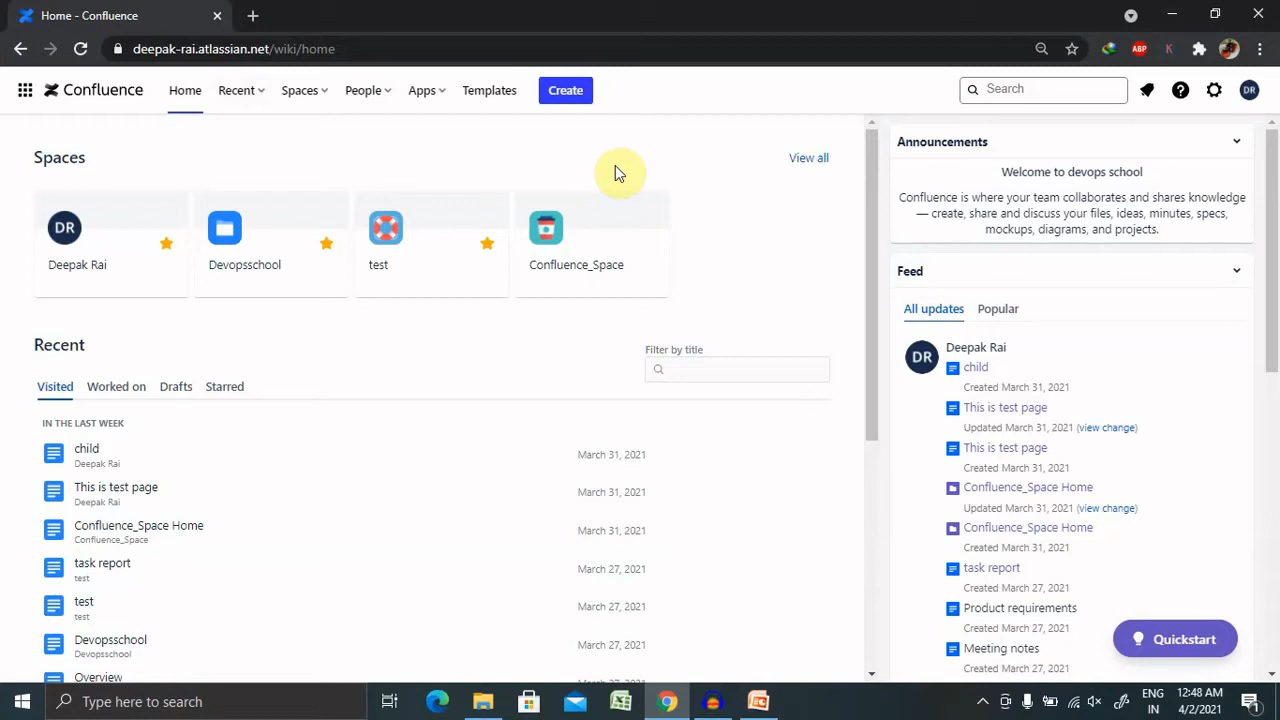 Home - Confluence
deepak-rai.atlassian.net/wiki/home
ABP
K
Confluence
Home
Recent
Spaces
People
Apps
Templates
Create
Search
DR
Spaces
View all
DR
Deepak Rai
Devopsschool
test
Confluence_Space
Recent
Filter by title
Visited
Worked on
Drafts
Starred
IN THE LAST WEEK
child
Deepak Rai
March 31, 2021
This is test page
Deepak Rai
March 31, 2021
Confluence_Space Home
Confluence_Space
March 31, 2021
task report
test
March 27, 2021
test
test
March 27, 2021
Devopsschool
Devopsschool
March 27, 2021
Overview
March 27, 2021
Announcements
Welcome to devops school
Confluence is where your team collaborates and shares knowledge
— create, share and discuss your files, ideas, minutes, specs,
mockups, diagrams, and projects.
Feed
All updates
Popular
DR
Deepak Rai
child
Created March 31, 2021
This is test page
Updated March 31, 2021 (view change)
This is test page
Created March 31, 2021
Confluence_Space Home
Updated March 31, 2021 (view change)
Confluence_Space Home
Created March 31, 2021
task report
Created March 27, 2021
Product requirements
Created March 27, 2021
Meeting notes
Created March 27, 2021
Quickstart
Type here to search
ENG
IN
12:48 AM
4/2/2021
1